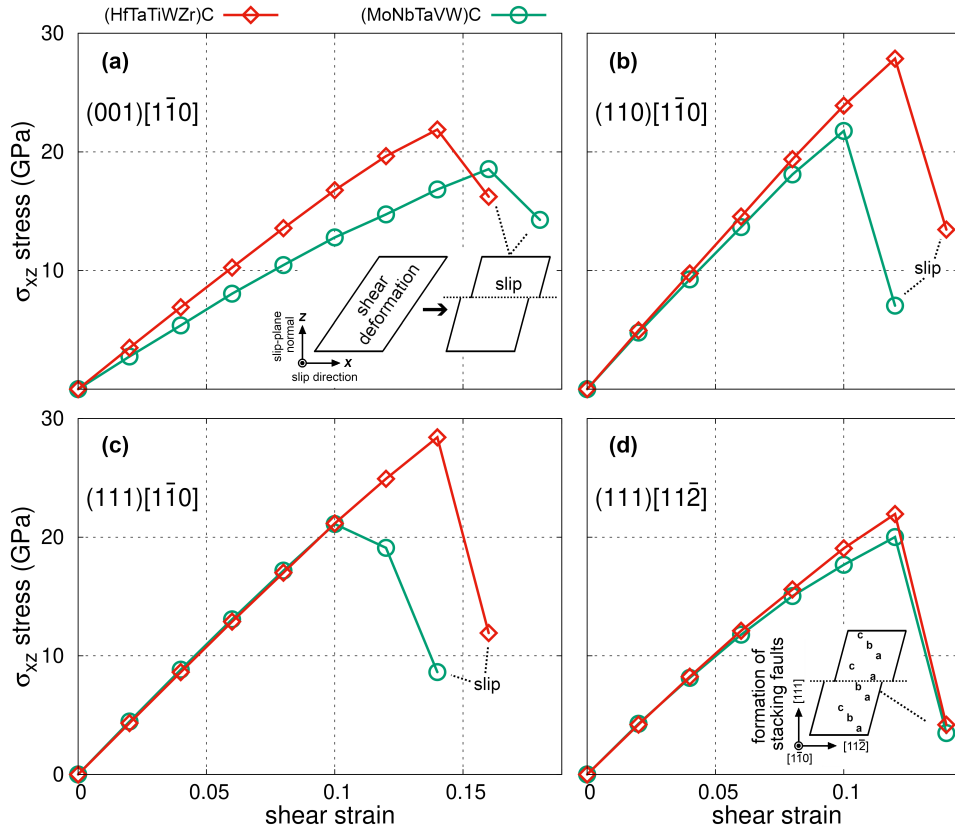 (HfTaTiWZr)C
(MoNbTaVW)C
(a)
(001)[11̅0]
30
20
10
0
σxz stress (GPa)
shear
deformation
slip
slip-plane
normal
z
x
slip direction
(b)
(110)[11̅0]
slip
(c)
(111)[11̅0]
30
20
10
0
σxz stress (GPa)
slip
0
0.05
0.1
0.15
shear strain
(d)
(111)[112̅]
formation of
stacking faults
c
b
a
c
a
b
a
c
b
a
[111]
[11̅0]
[112̅]
0
0.05
0.1
shear strain